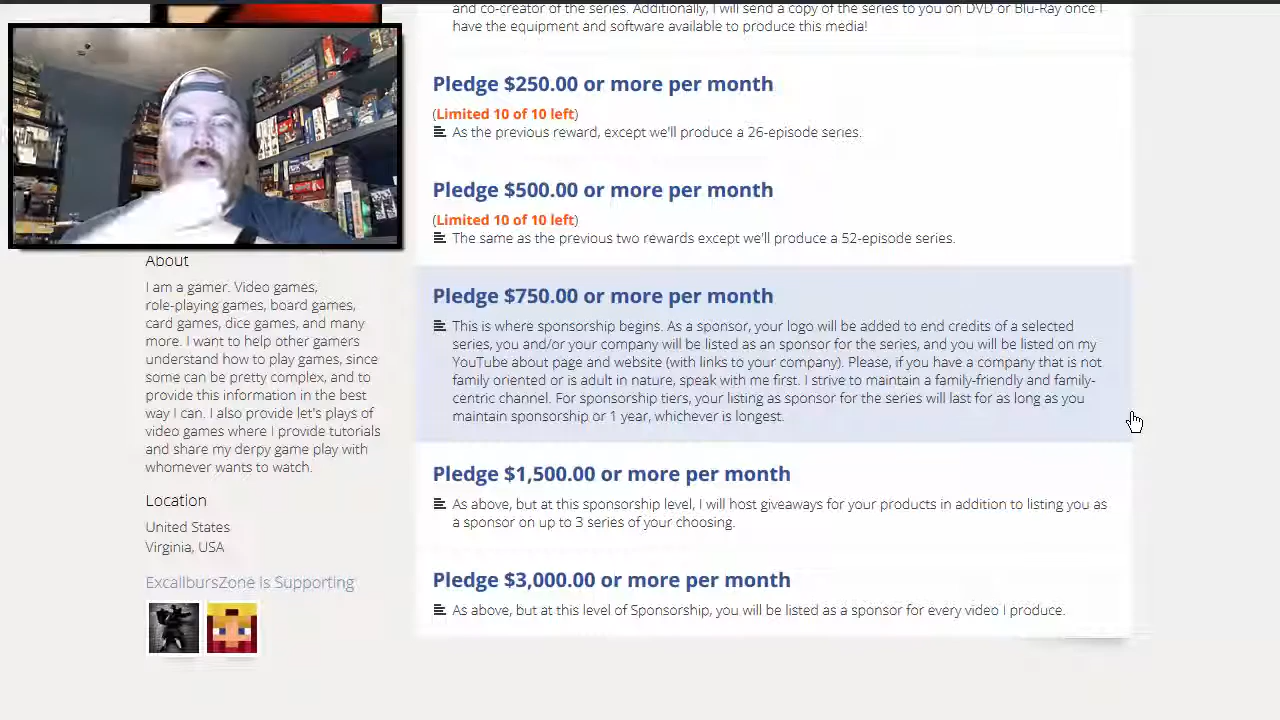 and co-creator of the series. Additionally, I will send a copy of the series to you on DVD or Blu-Ray once I
have the equipment and software available to produce this media!
Pledge $250.00 or more per month
(Limited 10 of 10 left)
As the previous reward, except we'll produce a 26-episode series.
Pledge $500.00 or more per month
(Limited 10 of 10 left)
The same as the previous two rewards except we'll produce a 52-episode series.
Pledge $750.00 or more per month
This is where sponsorship begins. As a sponsor, your logo will be added to end credits of a selected
series, you and/or your company will be listed as an sponsor for the series, and you will be listed on my
YouTube about page and website (with links to your company). Please, if you have a company that is not
family oriented or is adult in nature, speak with me first. I strive to maintain a family-friendly and family-
centric channel. For sponsorship tiers, your listing as sponsor for the series will last for as long as you
maintain sponsorship or 1 year, whichever is longest.
Pledge $1,500.00 or more per month
As above, but at this sponsorship level, I will host giveaways for your products in addition to listing you as
a sponsor on up to 3 series of your choosing.
Pledge $3,000.00 or more per month
As above, but at this level of Sponsorship, you will be listed as a sponsor for every video I produce.
About
I am a gamer. Video games,
role-playing games, board games,
card games, dice games, and many
more. I want to help other gamers
understand how to play games, since
some can be pretty complex, and to
provide this information in the best
way I can. I also provide let's plays of
video games where I provide tutorials
and share my derpy game play with
whomever wants to watch.
Location
United States
Virginia, USA
ExcalibursZone is Supporting